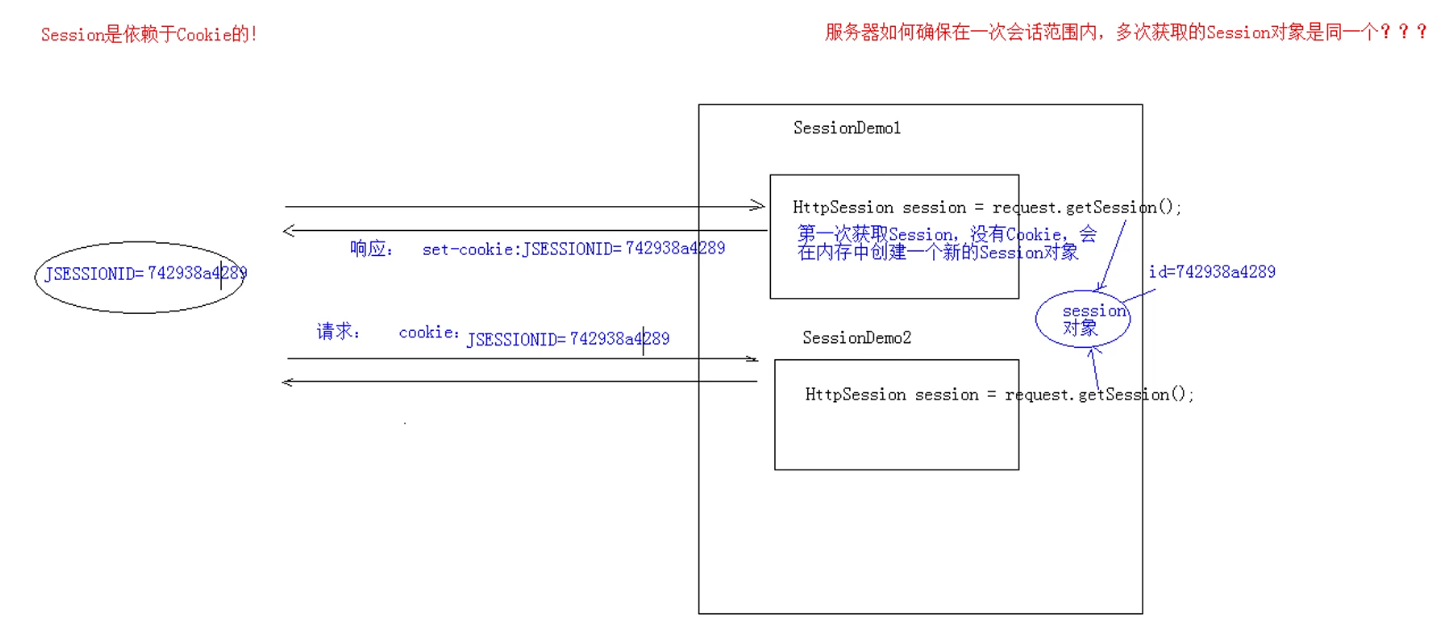 Session是依赖于Cookie的！
服务器如何确保在一次会话范围内，多次获取的Session对象是同一个？？？
SessionDemo1
HttpSession session = request.getSession();
第一次获取Session，没有Cookie，会
在内存中创建一个新的Session对象
响应： set-cookie:JSESSIONID=742938a4289
JSESSIONID=742938a4289
id=742938a4289
session
对象
请求： cookie：JSESSIONID=742938a4289
SessionDemo2
HttpSession session = request.getSession();